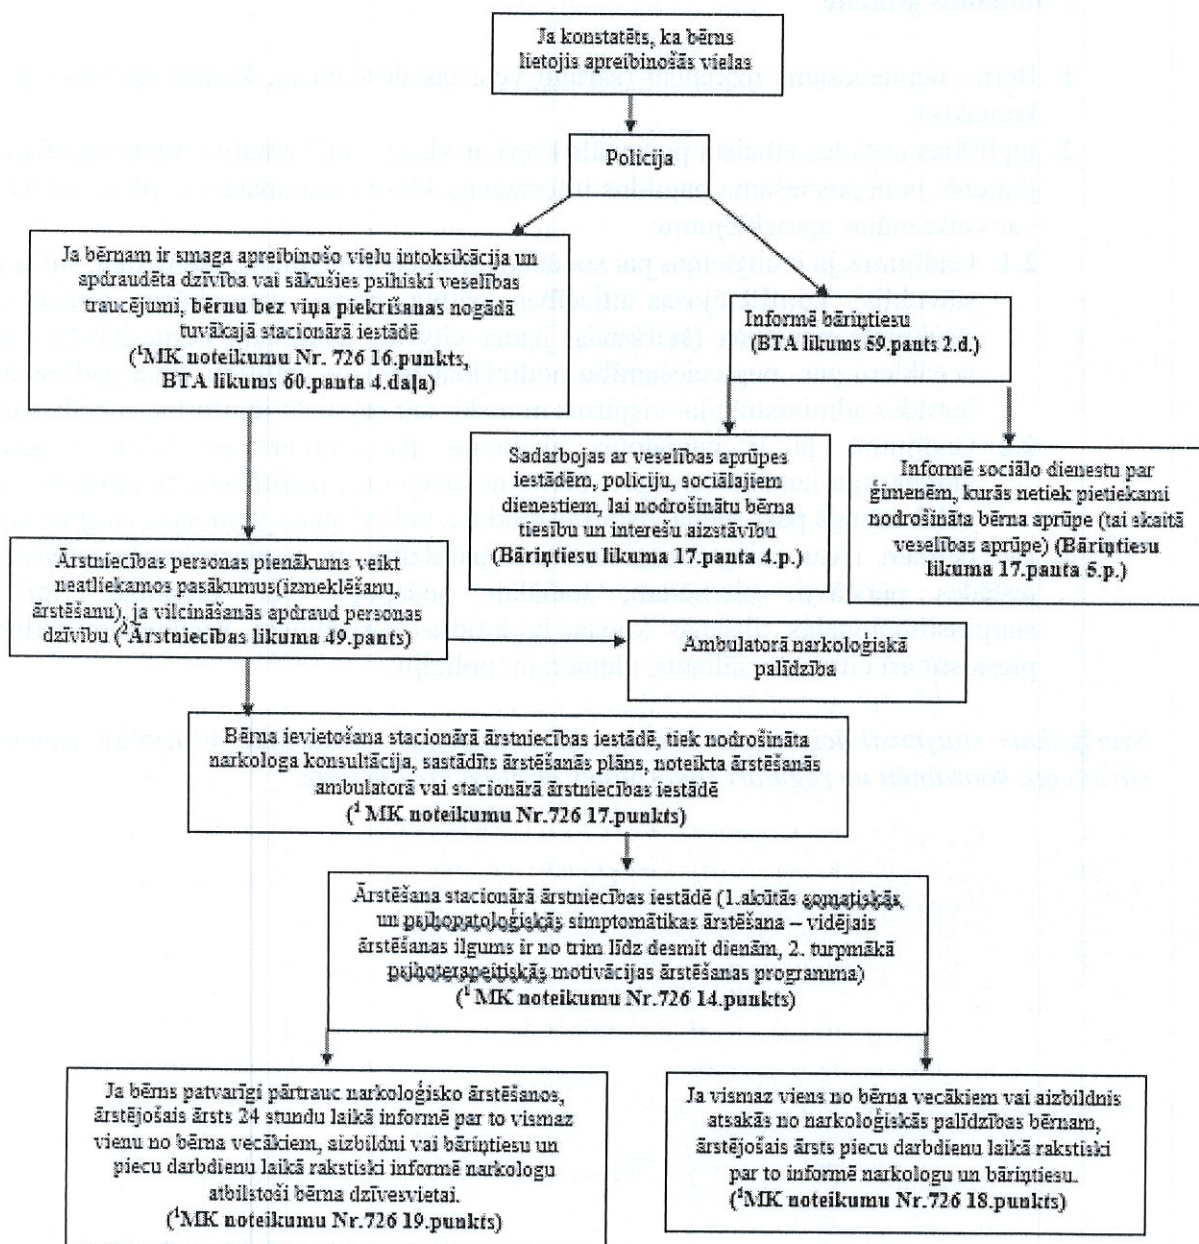 Ja konstatēts, ka bērns
lietojis apreibinošās vielas
Policija
Ja bērnam ir smaga apreibinošo vielu intoksikācija un
apdraudēta dzīvība vai sākušies psihiski veselības
traucējumi, bērnu bez viņa piekrišanas nogādā
tuvākajā stacionārā iestādē
(¹MK noteikumu Nr. 726 16.punkts,
BTA likums 60.panta 4.daļa)
Informē bāriņtiesu
(BTA likums 59.pants 2.d.)
Sadarbojas ar veselības aprūpes
iestādēm, policiju, sociālajiem
dienestiem, lai nodrošinātu bērna
tiesību un interešu aizstāvību
(Bāriņtiesu likuma 17.panta 4.p.)
Informē sociālo dienestu par
ģimenēm, kurās netiek pietiekami
nodrošināta bērna aprūpe (tai skaitā
veselības aprūpe) (Bāriņtiesu
likuma 17.panta 5.p.)
Ārstniecības personas pienākums veikt
neatliekamos pasākumus(izmeklēšanu,
ārstēšanu), ja vilcināšanās apdraud personas
dzīvību (²Ārstniecības likuma 49.pants)
Ambulatorā narkoloģiskā
palīdzība
Bērna ievietošana stacionārā ārstniecības iestādē, tiek nodrošināta
narkologa konsultācija, sastādīts ārstēšanās plāns, noteikta ārstēšanās
ambulatorā vai stacionārā ārstniecības iestādē
(¹ MK noteikumu Nr.726 17.punkts)
Ārstēšana stacionārā ārstniecības iestādē (1.akūtās somatiskās
un psihopatoloģiskās simptomātikas ārstēšana – vidējais
ārstēšanas ilgums ir no trim līdz desmit dienām, 2. turpmākā
psihoterapeitiskās motivācijas ārstēšanas programma)
(¹ MK noteikumu Nr.726 14.punkts)
Ja bērns patvarīgi pārtrauc narkoloģisko ārstēšanos,
ārstējošais ārsts 24 stundu laikā informē par to vismaz
vienu no bērna vecākiem, aizbildni vai bāriņtiesu un
piecu darbdienu laikā rakstiski informē narkologu
atbilstoši bērna dzīvesvietai.
(¹MK noteikumu Nr.726 19.punkts)
Ja vismaz viens no bērna vecākiem vai aizbildnis
atsakās no narkoloģiskās palīdzības bērnam,
ārstējošais ārsts piecu darbdienu laikā rakstiski
par to informē narkologu un bāriņtiesu.
(¹MK noteikumu Nr.726 18.punkts)